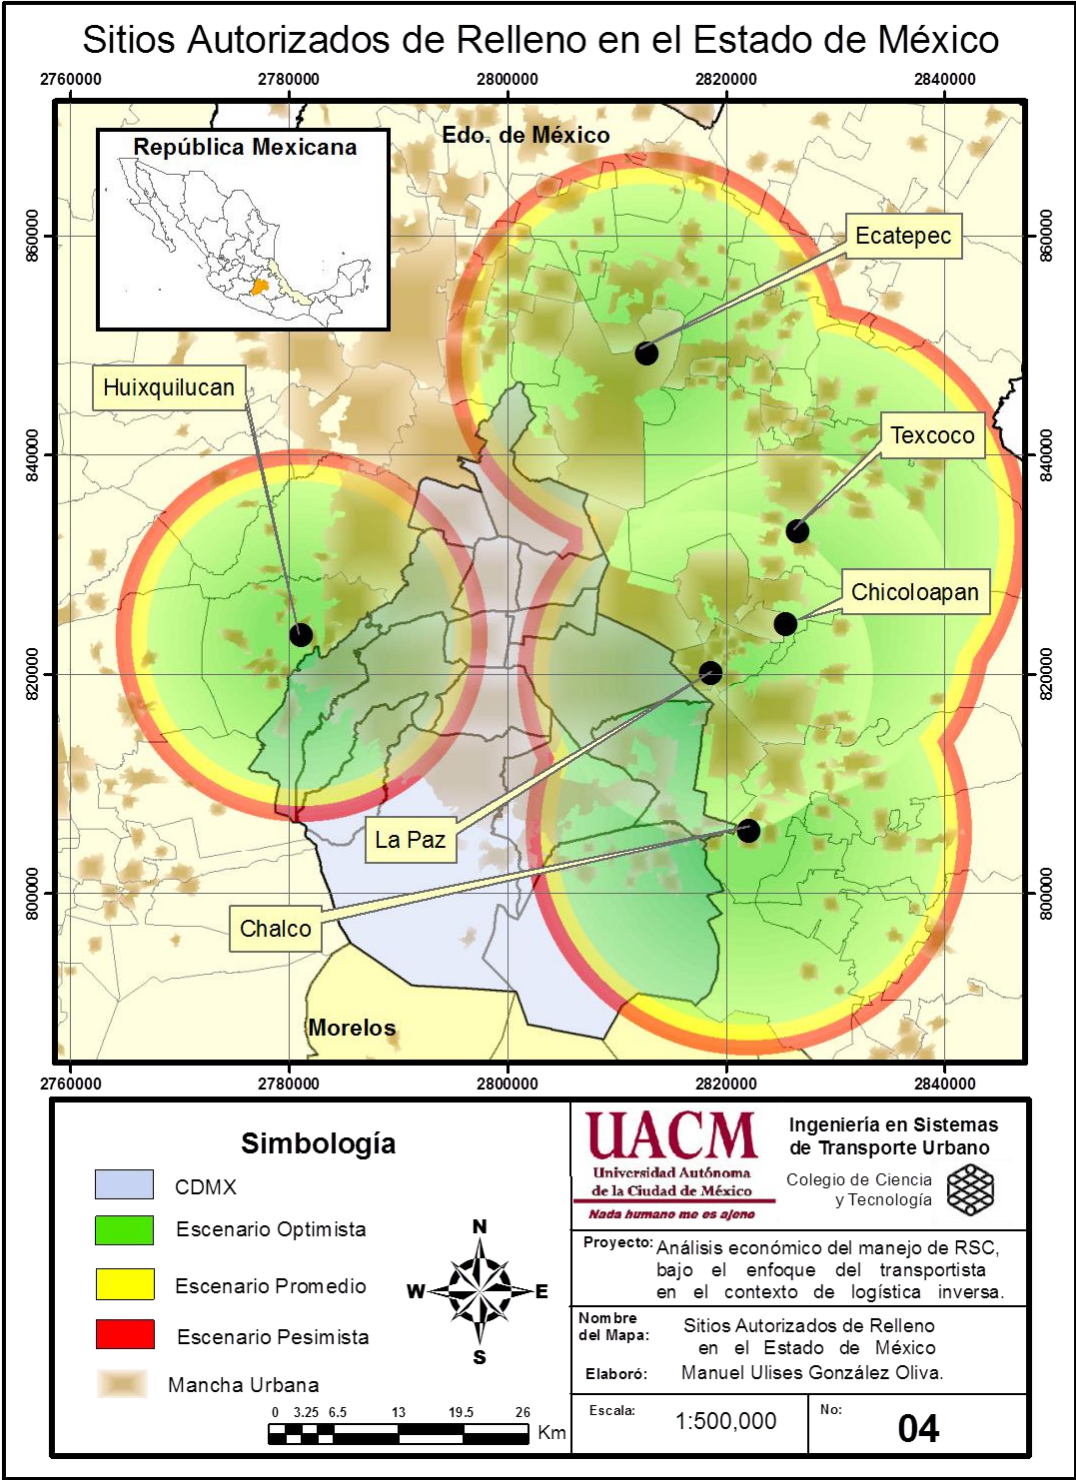 Sitios Autorizados de Relleno en el Estado de México
2760000 2780000 2800000 2820000 2840000
República Mexicana
Edo. de México
860000 860000
Ecatepec
Huixquilucan
Texcoco
840000 840000
Chicoloapan
820000 820000
La Paz
Chalco
800000 800000
Morelos
2760000 2780000 2800000 2820000 2840000
Simbología
CDMX
Escenario Optimista
Escenario Promedio
Escenario Pesimista
Mancha Urbana
N
W E
S
0 3.25 6.5 13 19.5 26
Km
UACM
Universidad Autónoma
de la Ciudad de México
Nada humano me es ajeno
Ingeniería en Sistemas
de Transporte Urbano
Colegio de Ciencia
y Tecnología
Proyecto: Análisis económico del manejo de RSC,
bajo el enfoque del transportista
en el contexto de logística inversa.
Nombre
del Mapa:
Sitios Autorizados de Relleno
en el Estado de México
Elaboró: Manuel Ulises González Oliva.
Escala: 1:500,000
No: 04